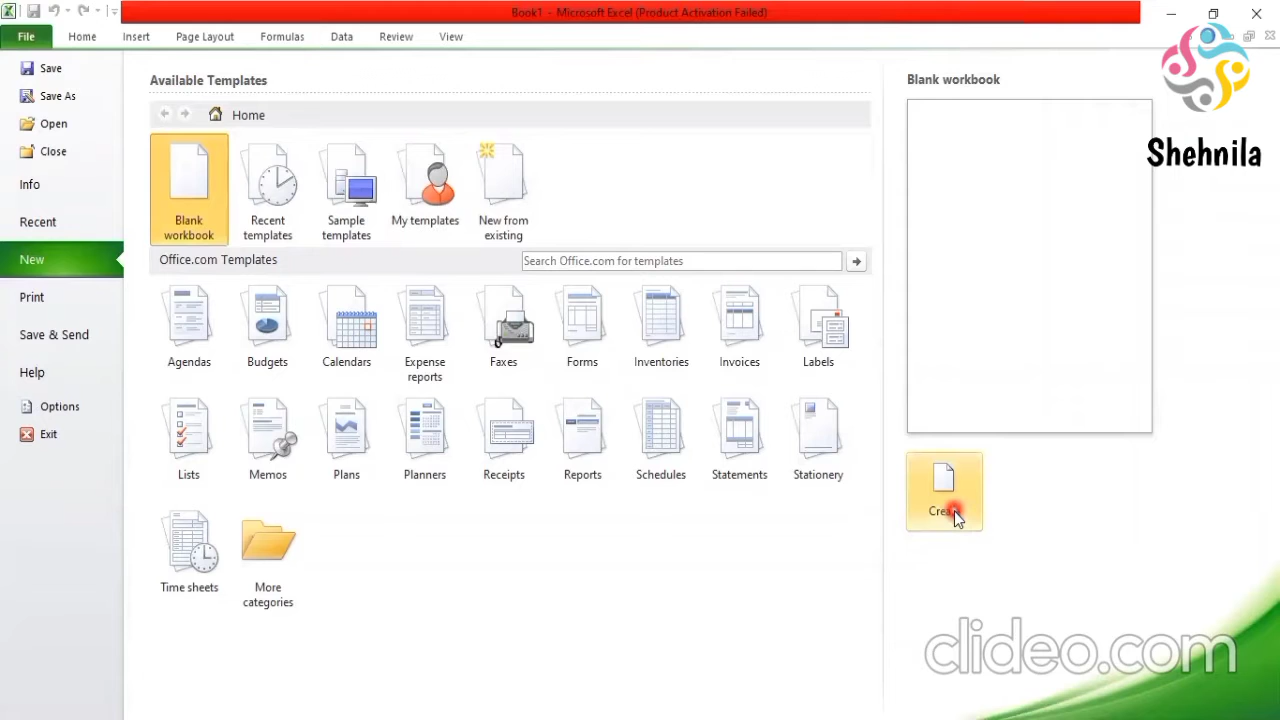 Book1 - Microsoft Excel (Product Activation Failed)
File Home Insert Page Layout Formulas Data Review View
Save
Save As
Open
Close
Info
Recent
New
Print
Save & Send
Help
Options
Exit
Available Templates
Home
Blank workbook
Recent templates
Sample templates
My templates
New from existing
Office.com Templates
Search Office.com for templates
Agendas
Budgets
Calendars
Expense reports
Faxes
Forms
Inventories
Invoices
Labels
Lists
Memos
Plans
Planners
Receipts
Reports
Schedules
Statements
Stationery
Time sheets
More categories
Blank workbook
Shehnila
clideo.com